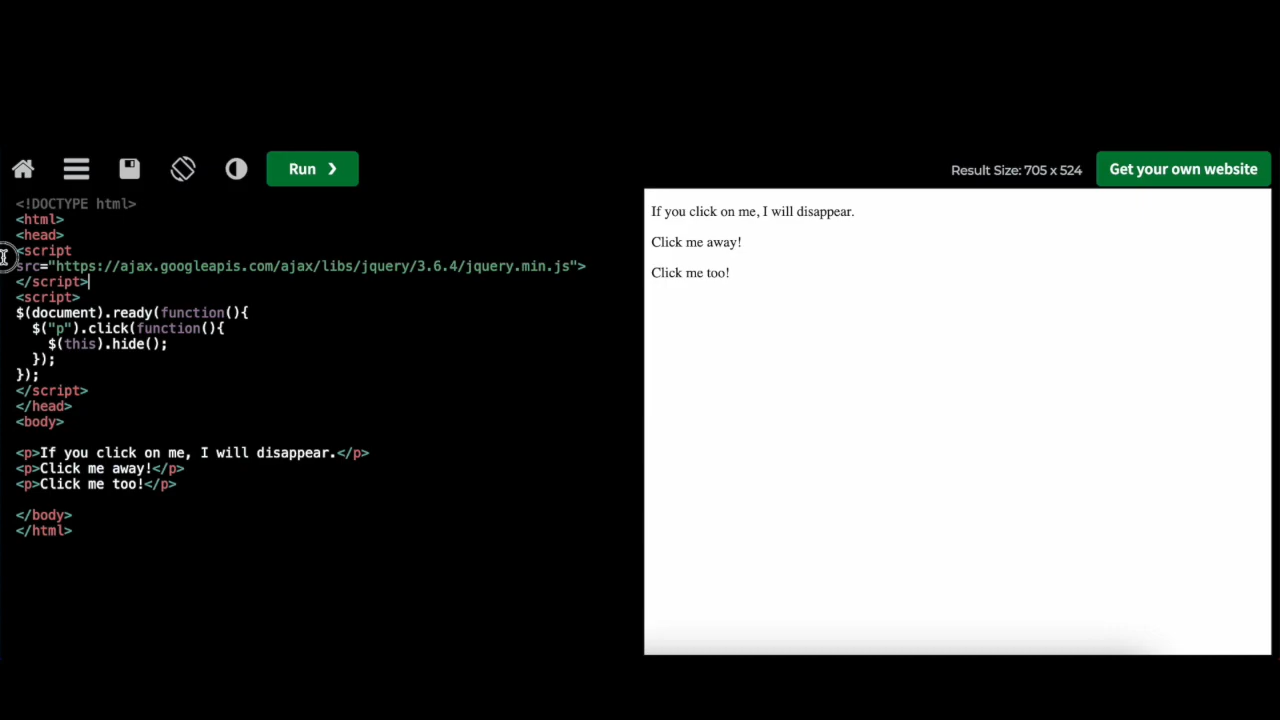 Run ❯
Result Size: 705 x 524
Get your own website
<!DOCTYPE html>
<html>
<head>
<script
src="https://ajax.googleapis.com/ajax/libs/jquery/3.6.4/jquery.min.js">
</script>
<script>
$(document).ready(function(){
  $("p").click(function(){
    $(this).hide();
  });
});
</script>
</head>
<body>

<p>If you click on me, I will disappear.</p>
<p>Click me away!</p>
<p>Click me too!</p>

</body>
</html>
If you click on me, I will disappear.
Click me away!
Click me too!